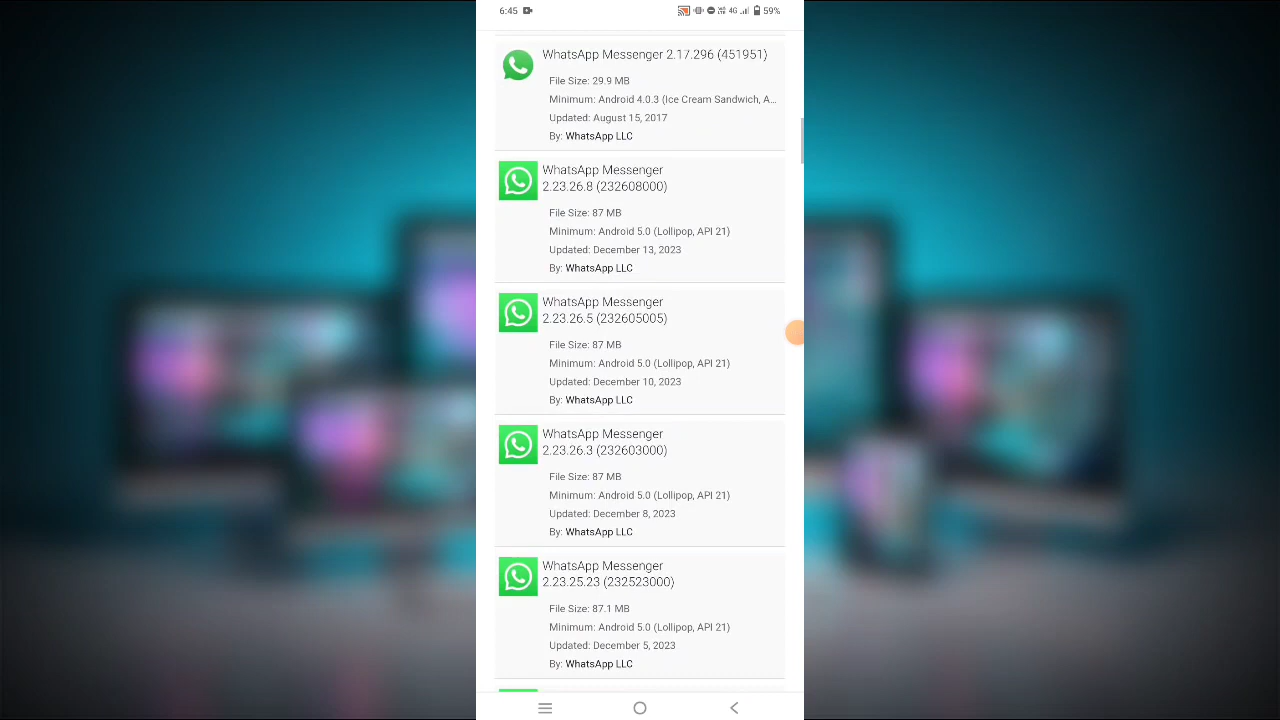 6:45
4G
59%
WhatsApp Messenger 2.17.296 (451951)
File Size: 29.9 MB
Minimum: Android 4.0.3 (Ice Cream Sandwich, A...
Updated: August 15, 2017
By: WhatsApp LLC
WhatsApp Messenger
2.23.26.8 (232608000)
File Size: 87 MB
Minimum: Android 5.0 (Lollipop, API 21)
Updated: December 13, 2023
By: WhatsApp LLC
WhatsApp Messenger
2.23.26.5 (232605005)
File Size: 87 MB
Minimum: Android 5.0 (Lollipop, API 21)
Updated: December 10, 2023
By: WhatsApp LLC
WhatsApp Messenger
2.23.26.3 (232603000)
File Size: 87 MB
Minimum: Android 5.0 (Lollipop, API 21)
Updated: December 8, 2023
By: WhatsApp LLC
WhatsApp Messenger
2.23.25.23 (232523000)
File Size: 87.1 MB
Minimum: Android 5.0 (Lollipop, API 21)
Updated: December 5, 2023
By: WhatsApp LLC